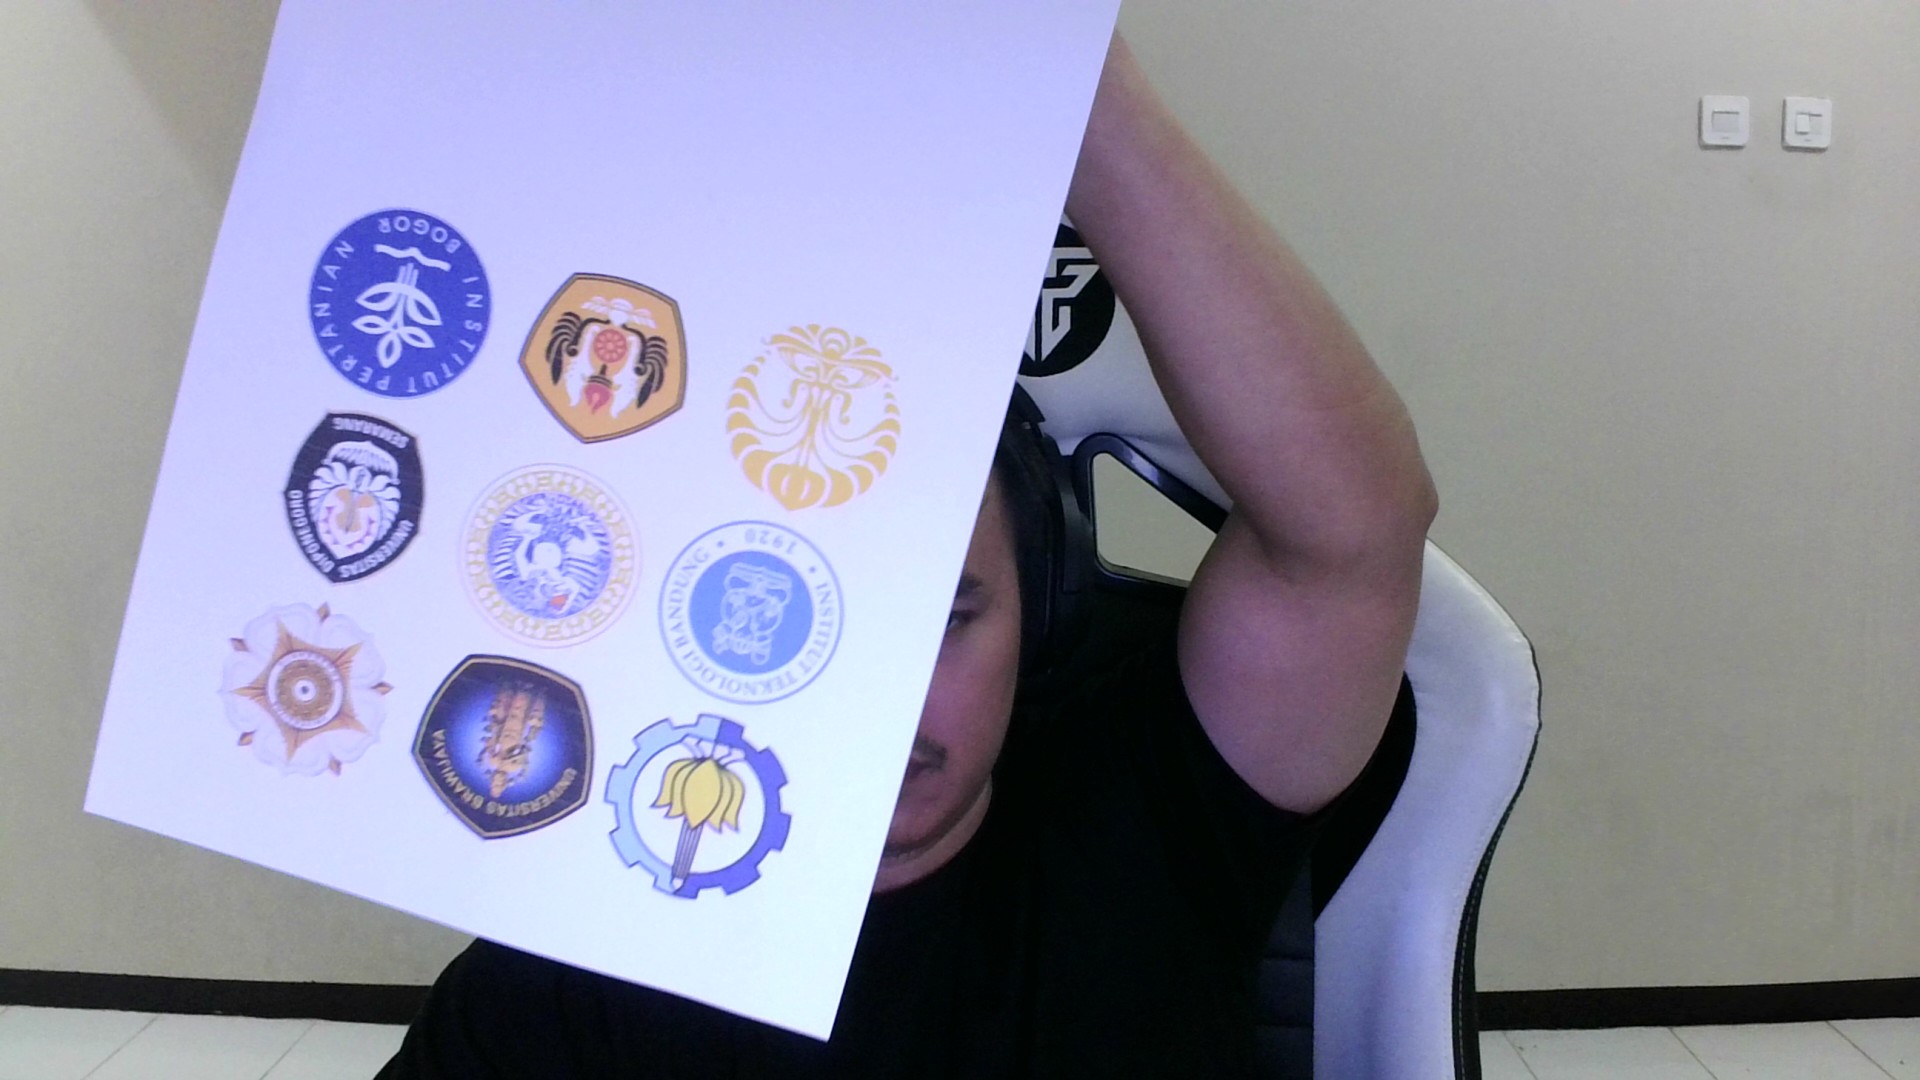 INSTITUT PERTANIAN BOGOR
UNIVERSITAS DIPONEGORO
SEMARANG
INSTITUT TEKNOLOGI BANDUNG
1920
UNIVERSITAS BRAWIJAYA